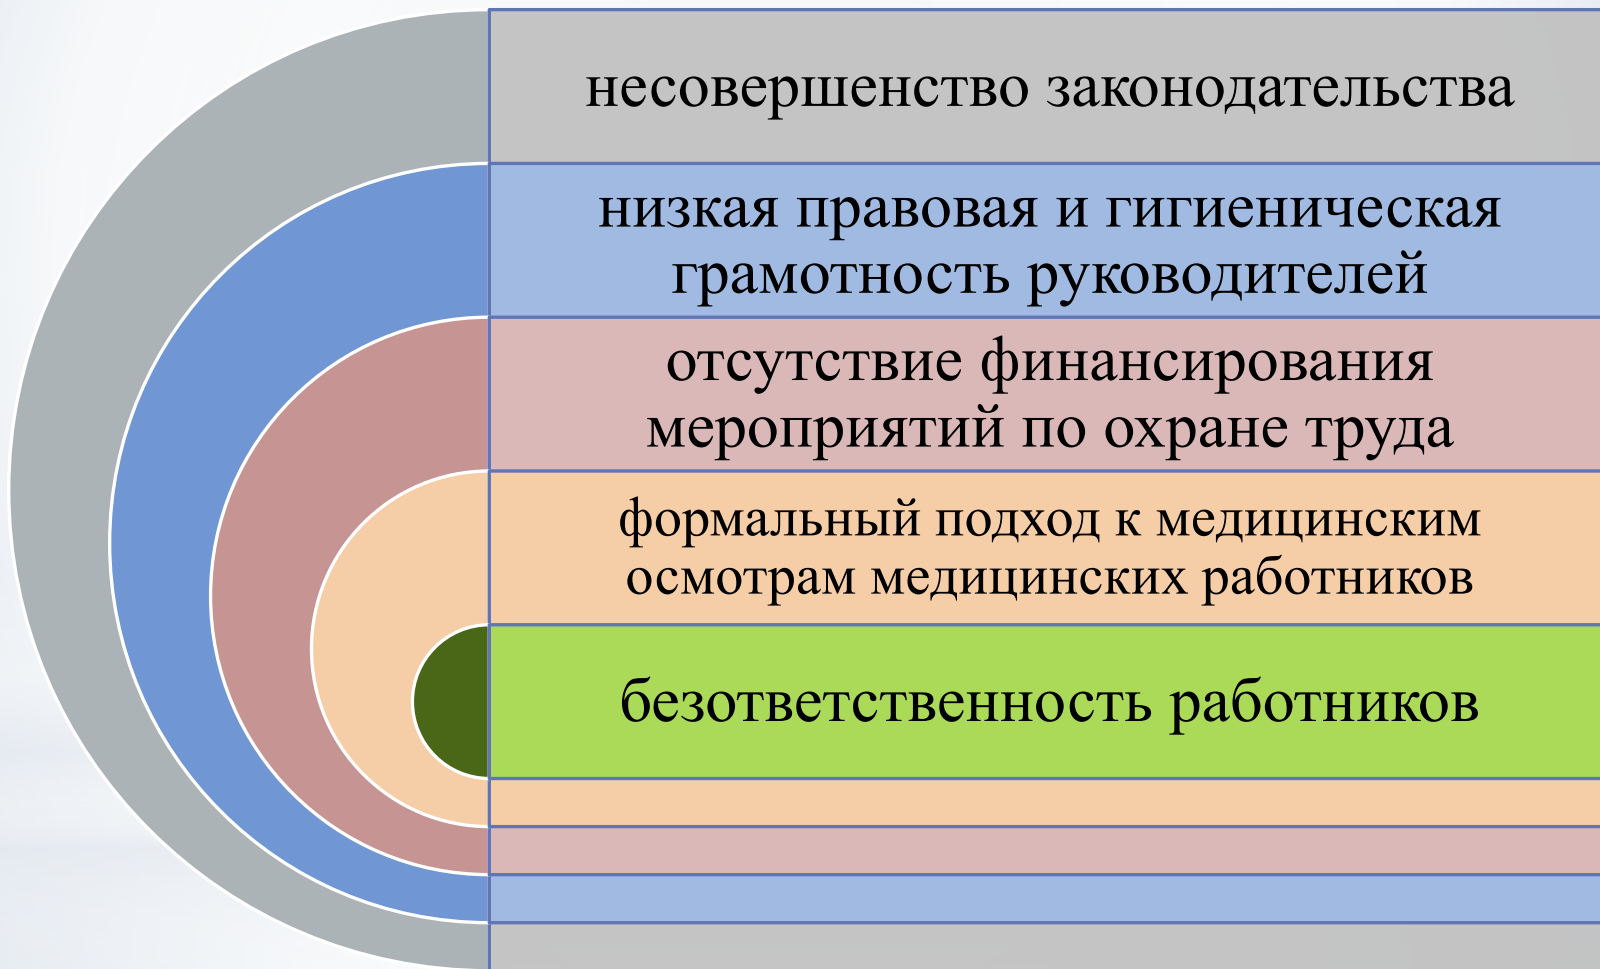 несовершенство законодательства
низкая правовая и гигиеническая
грамотность руководителей
отсутствие финансирования
мероприятий по охране труда
формальный подход к медицинским
осмотрам медицинских работников
безответственность работников